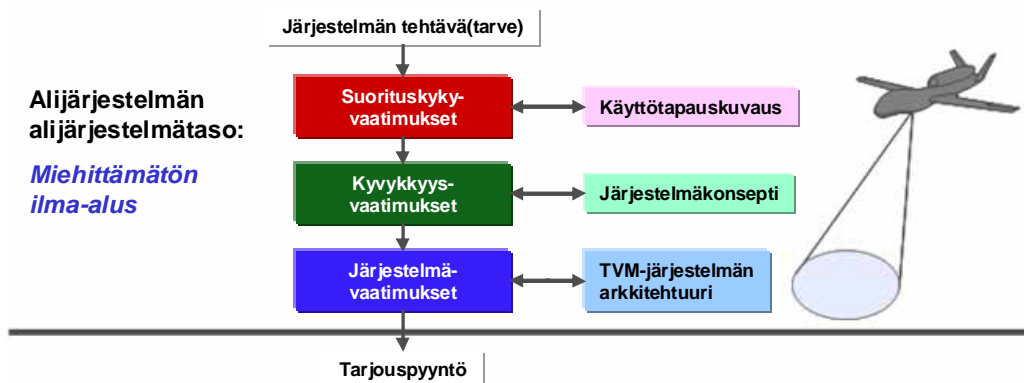 Järjestelmän tehtävä(tarve)
Alijärjestelmän
alijärjestelmätaso:
Miehittämätön
ilma-alus
Suorituskyky-
vaatimukset
Käyttötapauskuvaus
Kyvykkyys-
vaatimukset
Järjestelmäkonsepti
Järjestelmä-
vaatimukset
TVM-järjestelmän
arkkitehtuuri
Tarjouspyyntö